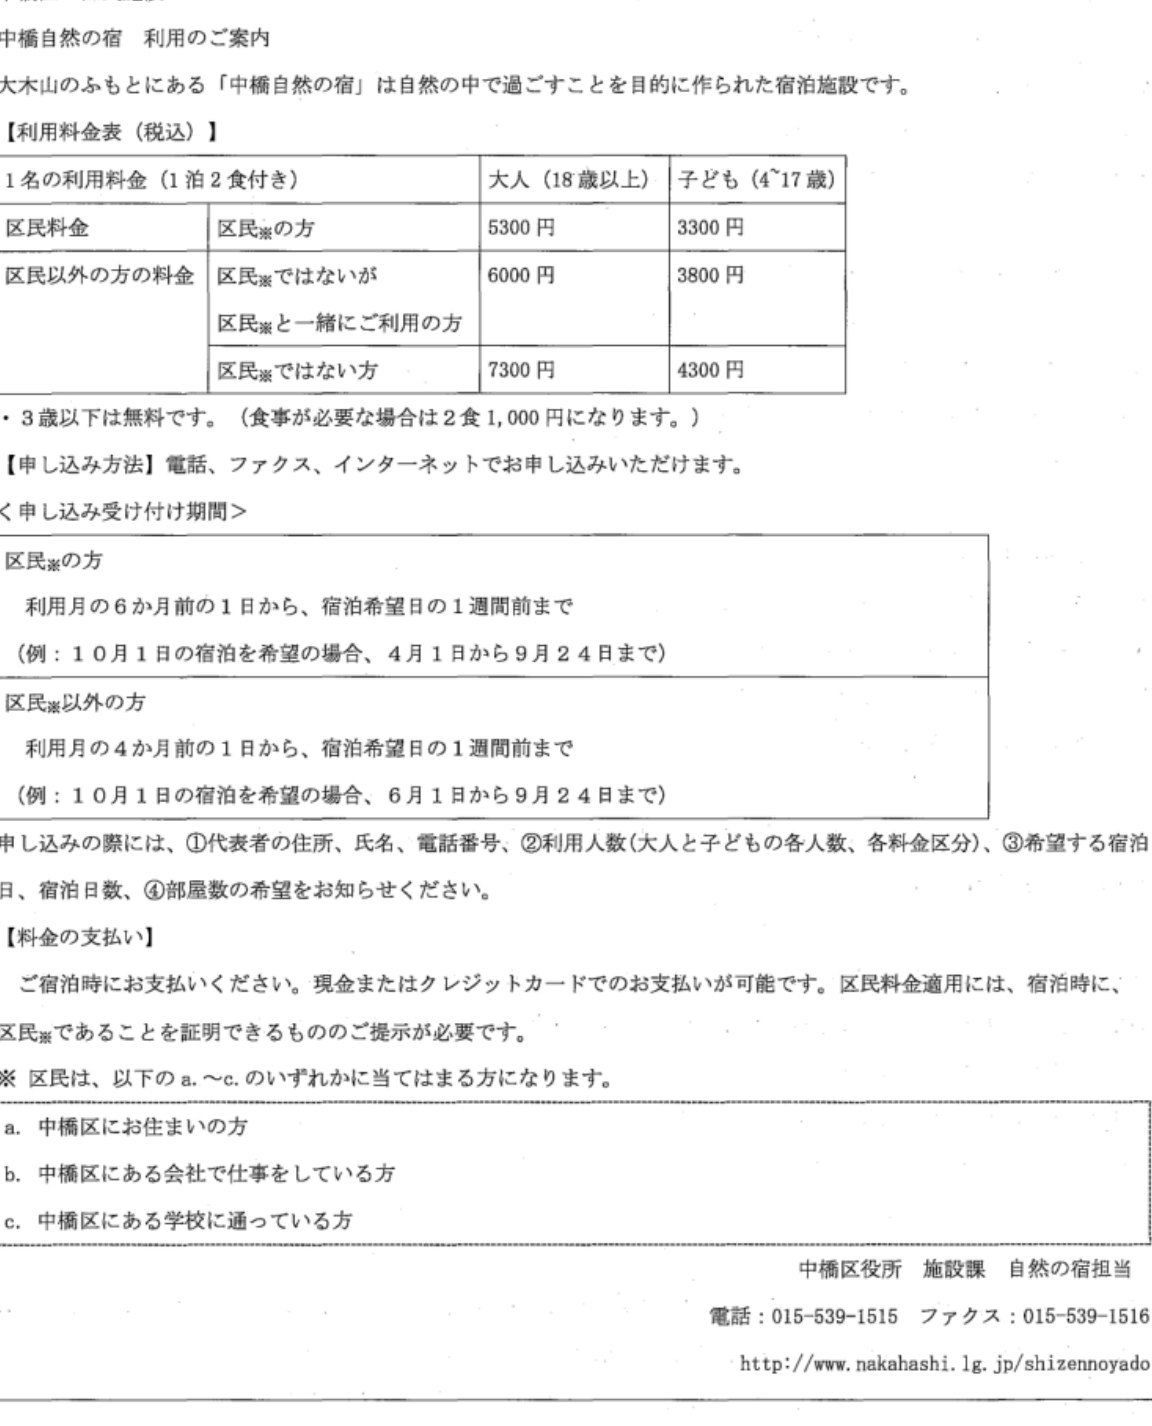 中橋自然の宿　利用のご案内
大木山のふもとにある「中橋自然の宿」は自然の中で過ごすことを目的に作られた宿泊施設です。
【利用料金表（税込）】
1名の利用料金（1泊2食付き）　大人（18歳以上）　子ども（4~17歳）
区民料金　区民※の方　5300円　3300円
区民以外の方の料金　区民※ではないが　6000円　3800円
区民※と一緒にご利用の方
区民※ではない方　7300円　4300円
・３歳以下は無料です。（食事が必要な場合は２食1,000円になります。）
【申し込み方法】電話、ファクス、インターネットでお申し込みいただけます。
＜申し込み受け付け期間＞
区民※の方
利用月の６か月前の１日から、宿泊希望日の１週間前まで
（例：１０月１日の宿泊を希望の場合、４月１日から９月２４日まで）
区民※以外の方
利用月の４か月前の１日から、宿泊希望日の１週間前まで
（例：１０月１日の宿泊を希望の場合、６月１日から９月２４日まで）
申し込みの際には、①代表者の住所、氏名、電話番号、②利用人数(大人と子どもの各人数、各料金区分)、③希望する宿泊
日、宿泊日数、④部屋数の希望をお知らせください。
【料金の支払い】
ご宿泊時にお支払いください。現金またはクレジットカードでのお支払いが可能です。区民料金適用には、宿泊時に、
区民※であることを証明できるもののご提示が必要です。
※ 区民は、以下のa.～c.のいずれかに当てはまる方になります。
a. 中橋区にお住まいの方
b. 中橋区にある会社で仕事をしている方
c. 中橋区にある学校に通っている方
中橋区役所　施設課　自然の宿担当
電話：015-539-1515　ファクス：015-539-1516
http://www.nakahashi.lg.jp/shizennoyado